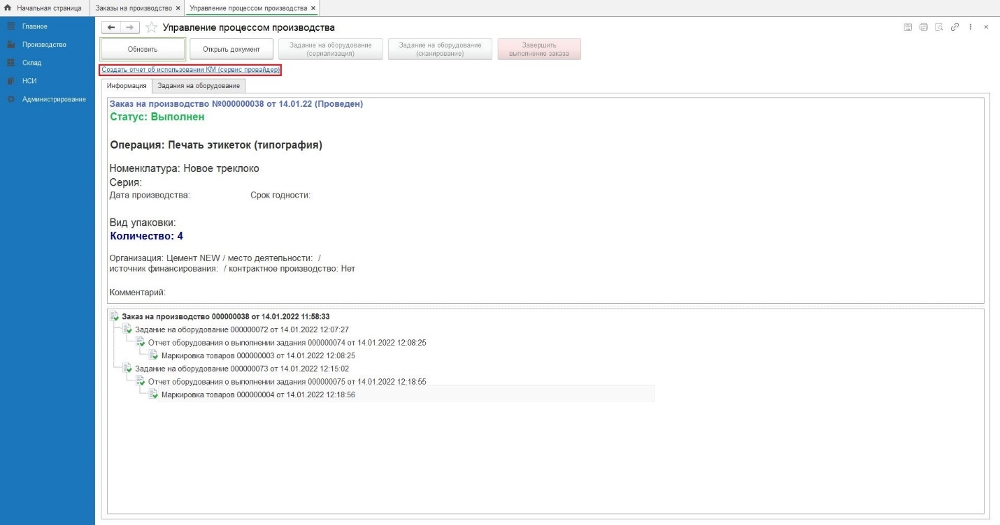 Начальная страница
Заказы на производство ×
Управление процессом производства ×
Главное
Производство
Склад
НСИ
Администрирование
Управление процессом производства
Обновить
Открыть документ
Задание на оборудование
(сериализация)
Задание на оборудование
(сканирование)
Завершить
выполнение заказа
Создать отчет об использовании КМ (сервис провайдер)
Информация
Задания на оборудование
Заказ на производство №000000038 от 14.01.22 (Проведен)
Статус: Выполнен
Операция: Печать этикеток (типография)
Номенклатура: Новое треклоко
Серия:
Дата производства: Срок годности:
Вид упаковки:
Количество: 4
Организация: Цемент NEW / место деятельности: /
источник финансирования: / контрактное производство: Нет
Комментарий:
Заказ на производство 000000038 от 14.01.2022 11:58:33
Задание на оборудование 000000072 от 14.01.2022 12:07:27
Отчет оборудования о выполнении задания 000000074 от 14.01.2022 12:08:25
Маркировка товаров 000000003 от 14.01.2022 12:08:25
Задание на оборудование 000000073 от 14.01.2022 12:15:02
Отчет оборудования о выполнении задания 000000075 от 14.01.2022 12:18:55
Маркировка товаров 000000004 от 14.01.2022 12:18:56